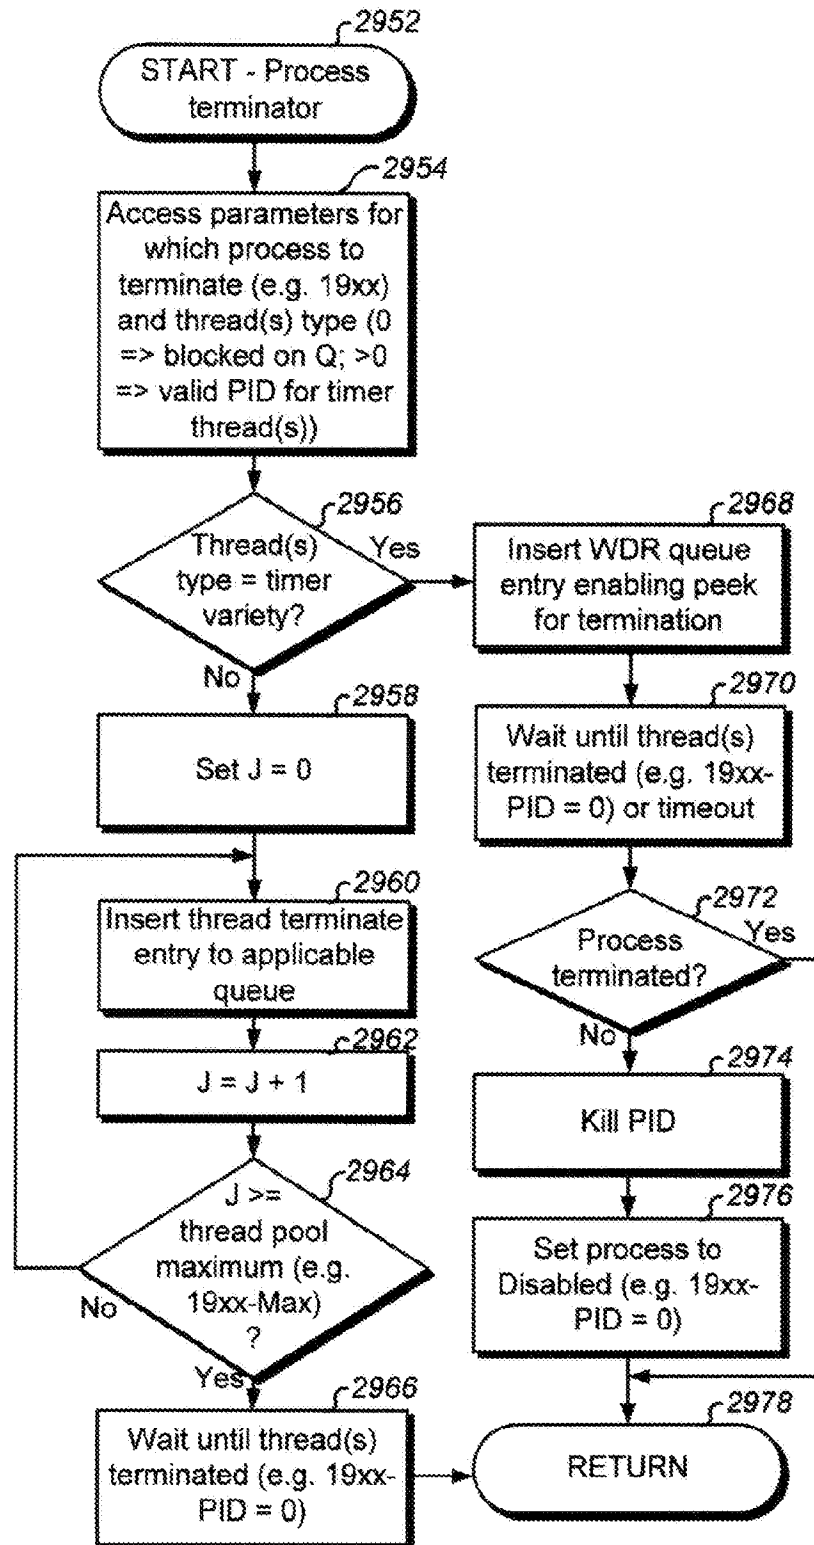 2952
START - Process
terminator
2954
Access parameters for
which process to
terminate (e.g. 19xx)
and thread(s) type (0
=> blocked on Q; >0
=> valid PID for timer
thread(s))
2956
Thread(s)
type = timer
variety?
Yes
No
2958
Set J = 0
2960
Insert thread terminate
entry to applicable
queue
2962
J = J + 1
2964
J >=
thread pool
maximum (e.g.
19xx-Max)
?
No
Yes
2966
Wait until thread(s)
terminated (e.g. 19xx-
PID = 0)
2968
Insert WDR queue
entry enabling peek
for termination
2970
Wait until thread(s)
terminated (e.g. 19xx-
PID = 0) or timeout
2972
Process
terminated?
Yes
No
2974
Kill PID
2976
Set process to
Disabled (e.g. 19xx-
PID = 0)
2978
RETURN